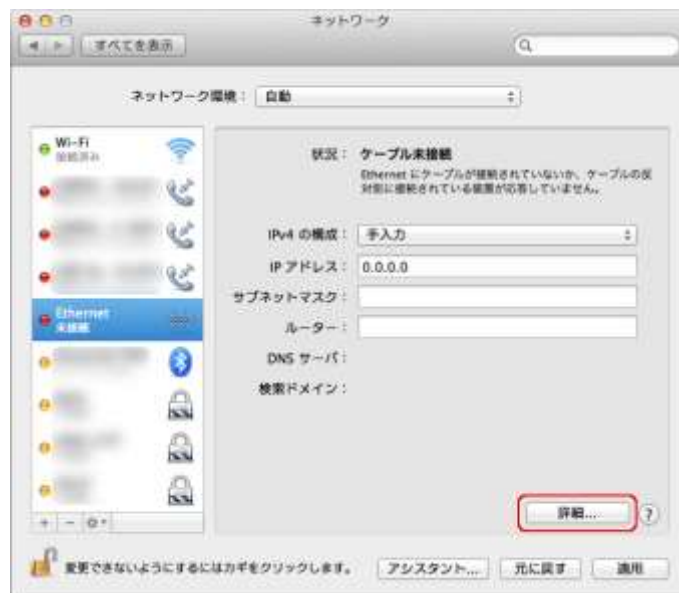 ネットワーク
すべてを表示
ネットワーク環境： 自動
Wi-Fi
接続済み
Ethernet
未接続
状況： ケーブル未接続
Ethernet にケーブルが接続されていないか、ケーブルの反
対側に接続されている装置が応答していません。
IPv4 の構成： 手入力
IP アドレス： 0.0.0.0
サブネットマスク：
ルーター：
DNS サーバ：
検索ドメイン：
詳細...
?
変更できないようにするにはカギをクリックします。
アシスタント...
元に戻す
適用